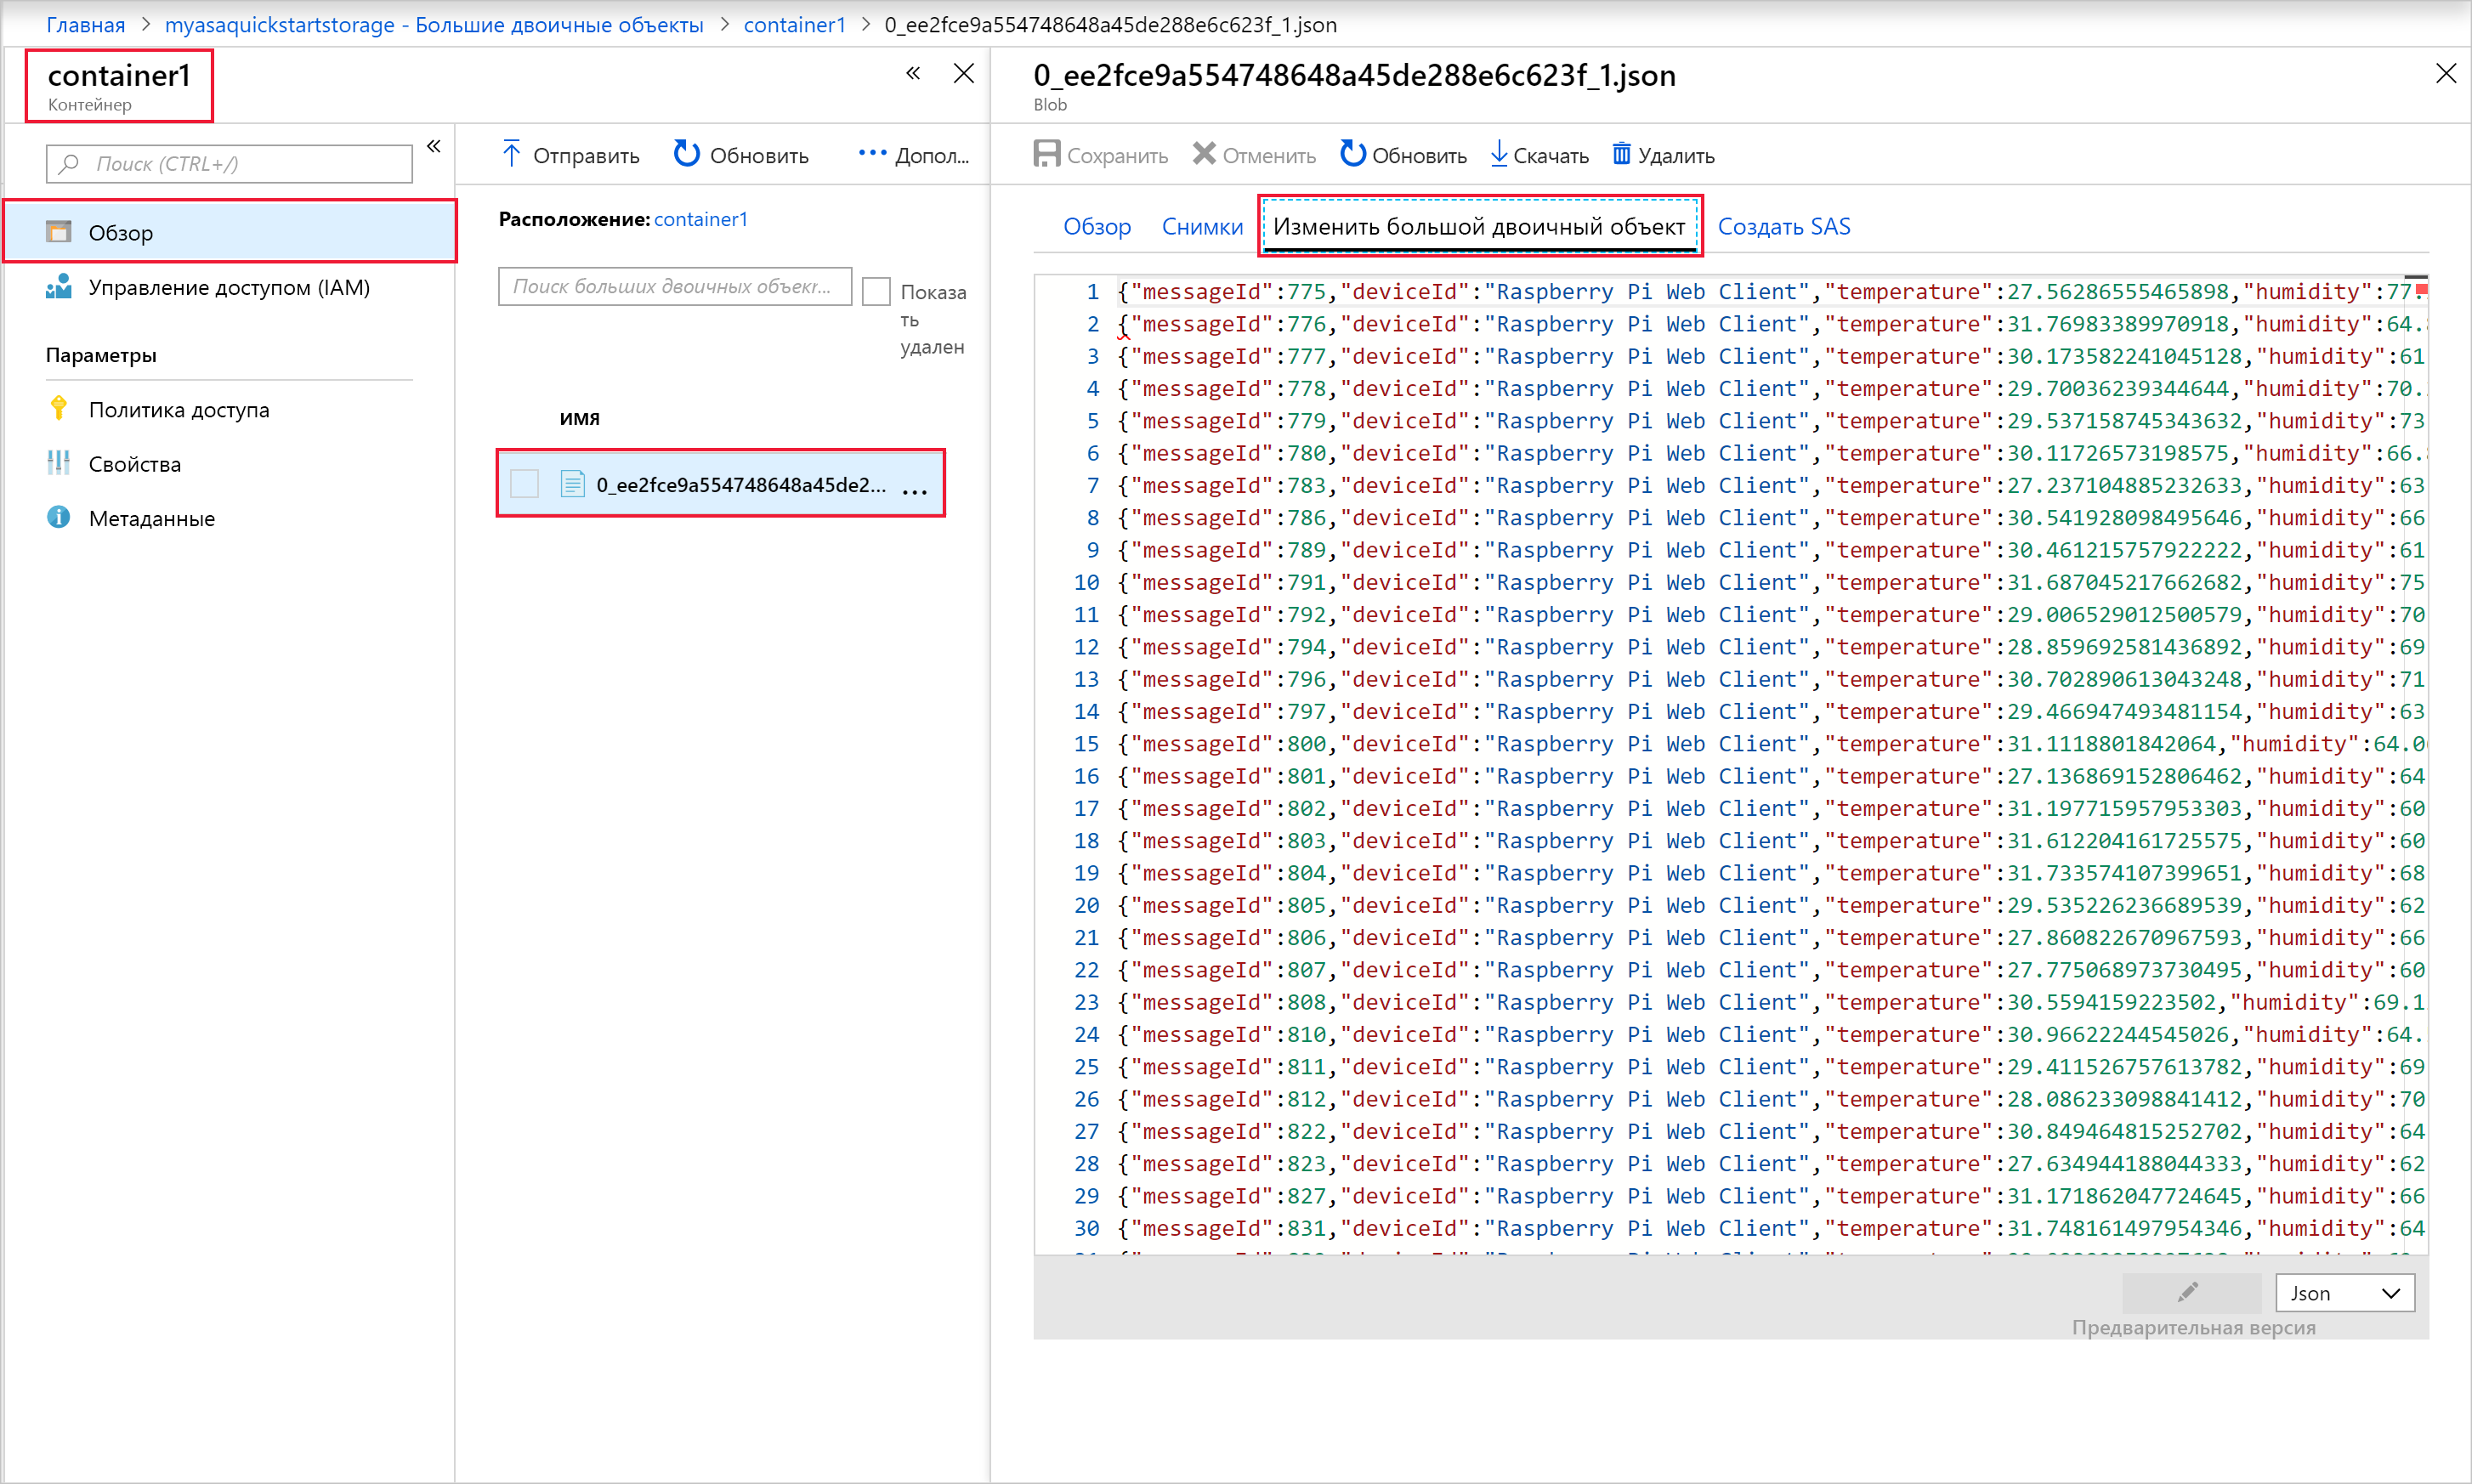 Главная > myasaquickstartstorage - Большие двоичные объекты > container1 > 0_ee2fce9a554748648a45de288e6c623f_1.json
container1
Контейнер
Поиск (CTRL+/)
Обзор
Управление доступом (IAM)
Параметры
Политика доступа
Свойства
Метаданные
Отправить Обновить ••• Допол...
Расположение: container1
Поиск больших двоичных объект...
Показа
ть
удален
ИМЯ
0_ee2fce9a554748648a45de2... ...
0_ee2fce9a554748648a45de288e6c623f_1.json
Blob
Сохранить Отменить Обновить Скачать Удалить
Обзор Снимки Изменить большой двоичный объект Создать SAS
1 {"messageId":775,"deviceId":"Raspberry Pi Web Client","temperature":27.56286555465898,"humidity":77.
2 {"messageId":776,"deviceId":"Raspberry Pi Web Client","temperature":31.76983389970918,"humidity":64.8
3 {"messageId":777,"deviceId":"Raspberry Pi Web Client","temperature":30.173582241045128,"humidity":61
4 {"messageId":778,"deviceId":"Raspberry Pi Web Client","temperature":29.70036239344644,"humidity":70.
5 {"messageId":779,"deviceId":"Raspberry Pi Web Client","temperature":29.537158745343632,"humidity":73
6 {"messageId":780,"deviceId":"Raspberry Pi Web Client","temperature":30.11726573198575,"humidity":66.8
7 {"messageId":783,"deviceId":"Raspberry Pi Web Client","temperature":27.237104885232633,"humidity":63
8 {"messageId":786,"deviceId":"Raspberry Pi Web Client","temperature":30.541928098495646,"humidity":66
9 {"messageId":789,"deviceId":"Raspberry Pi Web Client","temperature":30.461215757922222,"humidity":61
10 {"messageId":791,"deviceId":"Raspberry Pi Web Client","temperature":31.687045217662682,"humidity":75
11 {"messageId":792,"deviceId":"Raspberry Pi Web Client","temperature":29.0065290125 00579,"humidity":70
12 {"messageId":794,"deviceId":"Raspberry Pi Web Client","temperature":28.859692581436892,"humidity":69
13 {"messageId":796,"deviceId":"Raspberry Pi Web Client","temperature":30.702890613043248,"humidity":71
14 {"messageId":797,"deviceId":"Raspberry Pi Web Client","temperature":29.466947493481154,"humidity":63
15 {"messageId":800,"deviceId":"Raspberry Pi Web Client","temperature":31.1118801842064,"humidity":64.0
16 {"messageId":801,"deviceId":"Raspberry Pi Web Client","temperature":27.136869152806462,"humidity":64
17 {"messageId":802,"deviceId":"Raspberry Pi Web Client","temperature":31.197715957953303,"humidity":60
18 {"messageId":803,"deviceId":"Raspberry Pi Web Client","temperature":31.612204161725575,"humidity":60
19 {"messageId":804,"deviceId":"Raspberry Pi Web Client","temperature":31.733574107399651,"humidity":68
20 {"messageId":805,"deviceId":"Raspberry Pi Web Client","temperature":29.535226236689539,"humidity":62
21 {"messageId":806,"deviceId":"Raspberry Pi Web Client","temperature":27.860822670967593,"humidity":66
22 {"messageId":807,"deviceId":"Raspberry Pi Web Client","temperature":27.775068973730495,"humidity":60
23 {"messageId":808,"deviceId":"Raspberry Pi Web Client","temperature":30.5594159223502,"humidity":69.1
24 {"messageId":810,"deviceId":"Raspberry Pi Web Client","temperature":30.96622244545026,"humidity":64.
25 {"messageId":811,"deviceId":"Raspberry Pi Web Client","temperature":29.411526757613782,"humidity":69
26 {"messageId":812,"deviceId":"Raspberry Pi Web Client","temperature":28.086233098841412,"humidity":70
27 {"messageId":822,"deviceId":"Raspberry Pi Web Client","temperature":30.849464815252702,"humidity":64
28 {"messageId":823,"deviceId":"Raspberry Pi Web Client","temperature":27.634944188044333,"humidity":62
29 {"messageId":827,"deviceId":"Raspberry Pi Web Client","temperature":31.171862047724645,"humidity":66
30 {"messageId":831,"deviceId":"Raspberry Pi Web Client","temperature":31.748161497954346,"humidity":64
Json
Предварительная версия